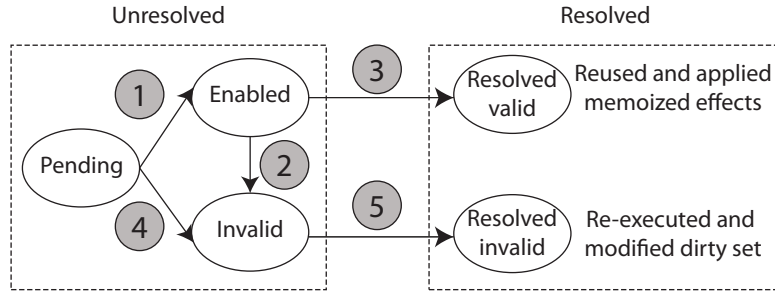 Unresolved
Resolved
1
Enabled
3
Resolved
valid
Reused and applied
memoized effects
Pending
2
4
Invalid
5
Resolved
invalid
Re-executed and
modified dirty set